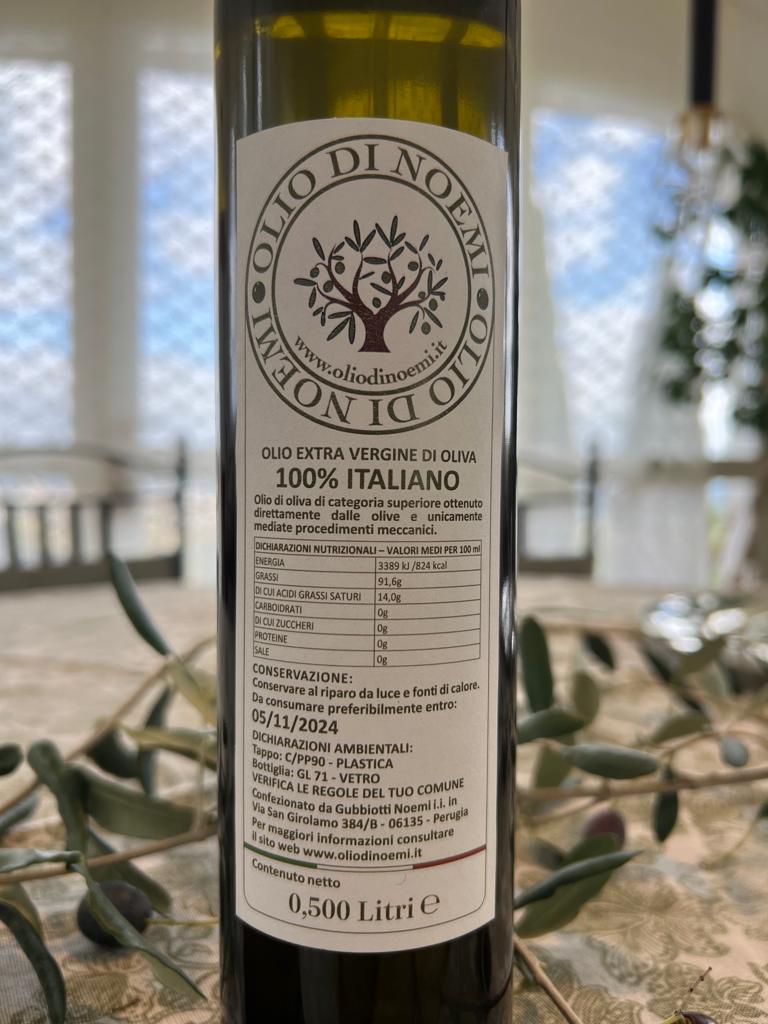 OLIO DI NOEMI • OLIO DI NOEMI •
www.oliodinoemi.it
OLIO EXTRA VERGINE DI OLIVA
100% ITALIANO
Olio di oliva di categoria superiore ottenuto
direttamente dalle olive e unicamente
mediate procedimenti meccanici.
DICHIARAZIONI NUTRIZIONALI – VALORI MEDI PER 100 ml
ENERGIA 3389 kJ /824 kcal
GRASSI 91,6g
DI CUI ACIDI GRASSI SATURI 14,0g
CARBOIDRATI 0g
DI CUI ZUCCHERI 0g
PROTEINE 0g
SALE 0g
CONSERVAZIONE:
Conservare al riparo da luce e fonti di calore.
Da consumare preferibilmente entro:
05/11/2024
DICHIARAZIONI AMBIENTALI:
Tappo: C/PP90 - PLASTICA
Bottiglia: GL 71 - VETRO
VERIFICA LE REGOLE DEL TUO COMUNE
Confezionato da Gubbiotti Noemi i.i. in
Via San Girolamo 384/B - 06135 - Perugia
Per maggiori informazioni consultare
il sito web www.oliodinoemi.it
Contenuto netto
0,500 Litri ℮